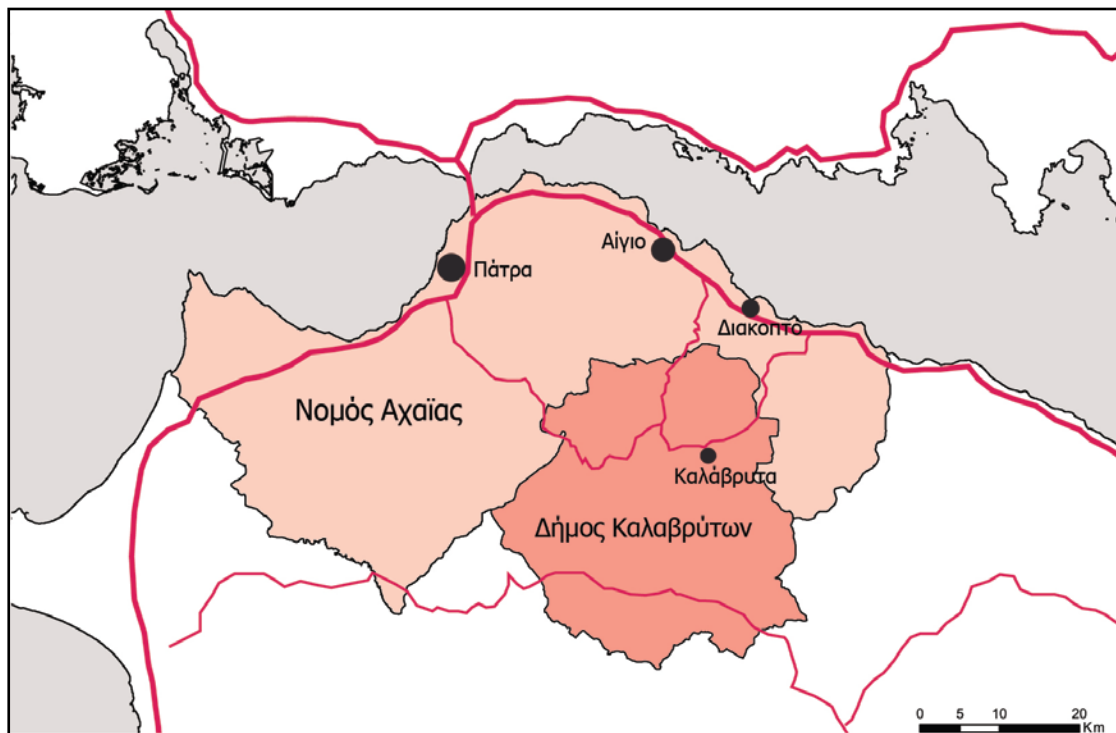 Αίγιο
Πάτρα
Διακοπτό
Νομός Αχαΐας
Καλάβρυτα
Δήμος Καλαβρύτων
0 5 10 20
Km